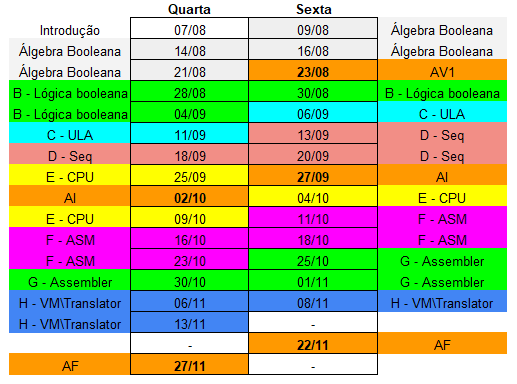 Quarta Sexta
Introdução 07/08 09/08 Álgebra Booleana
Álgebra Booleana 14/08 16/08 Álgebra Booleana
Álgebra Booleana 21/08 23/08 AV1
B - Lógica booleana 28/08 30/08 B - Lógica booleana
B - Lógica booleana 04/09 06/09 C - ULA
C - ULA 11/09 13/09 D - Seq
D - Seq 18/09 20/09 D - Seq
E - CPU 25/09 27/09 AI
AI 02/10 04/10 E - CPU
E - CPU 09/10 11/10 F - ASM
F - ASM 16/10 18/10 F - ASM
F - ASM 23/10 25/10 G - Assembler
G - Assembler 30/10 01/11 G - Assembler
H - VM\Translator 06/11 08/11 H - VM\Translator
H - VM\Translator 13/11 -
- 22/11 AF
AF 27/11 -